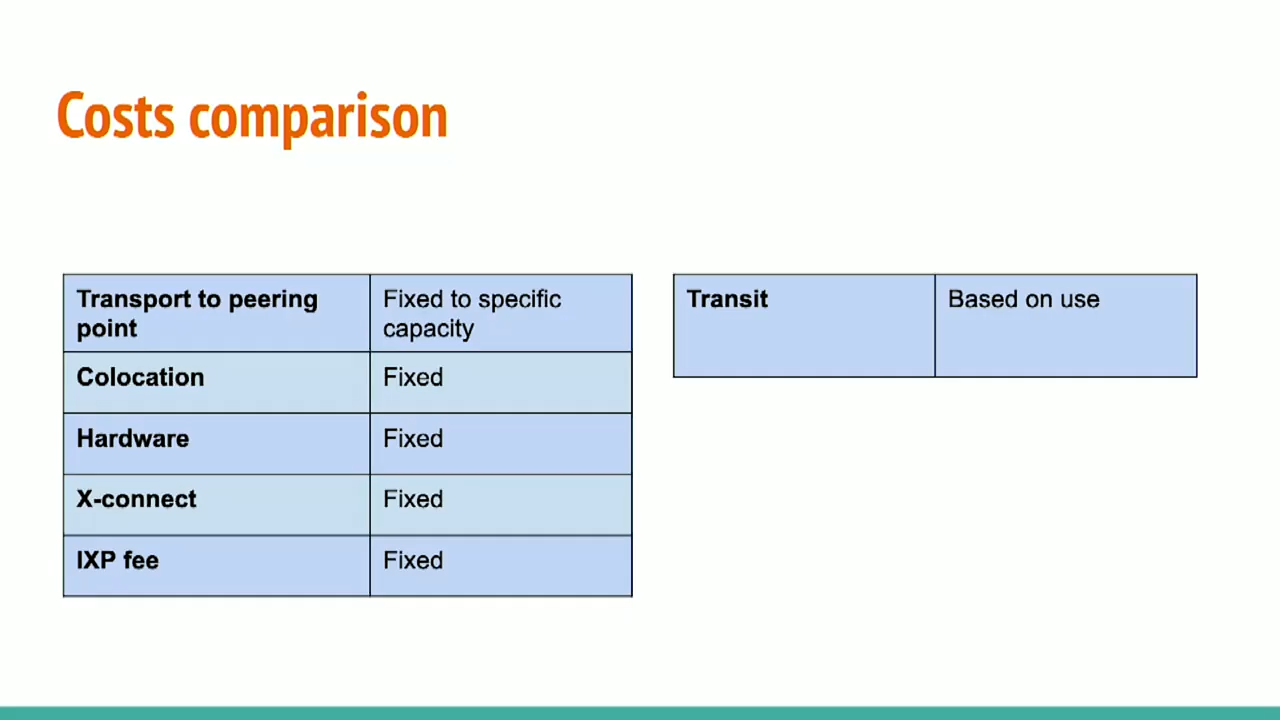 Costs comparison
Transport to peering
point
Fixed to specific
capacity
Colocation
Fixed
Hardware
Fixed
X-connect
Fixed
IXP fee
Fixed
Transit
Based on use